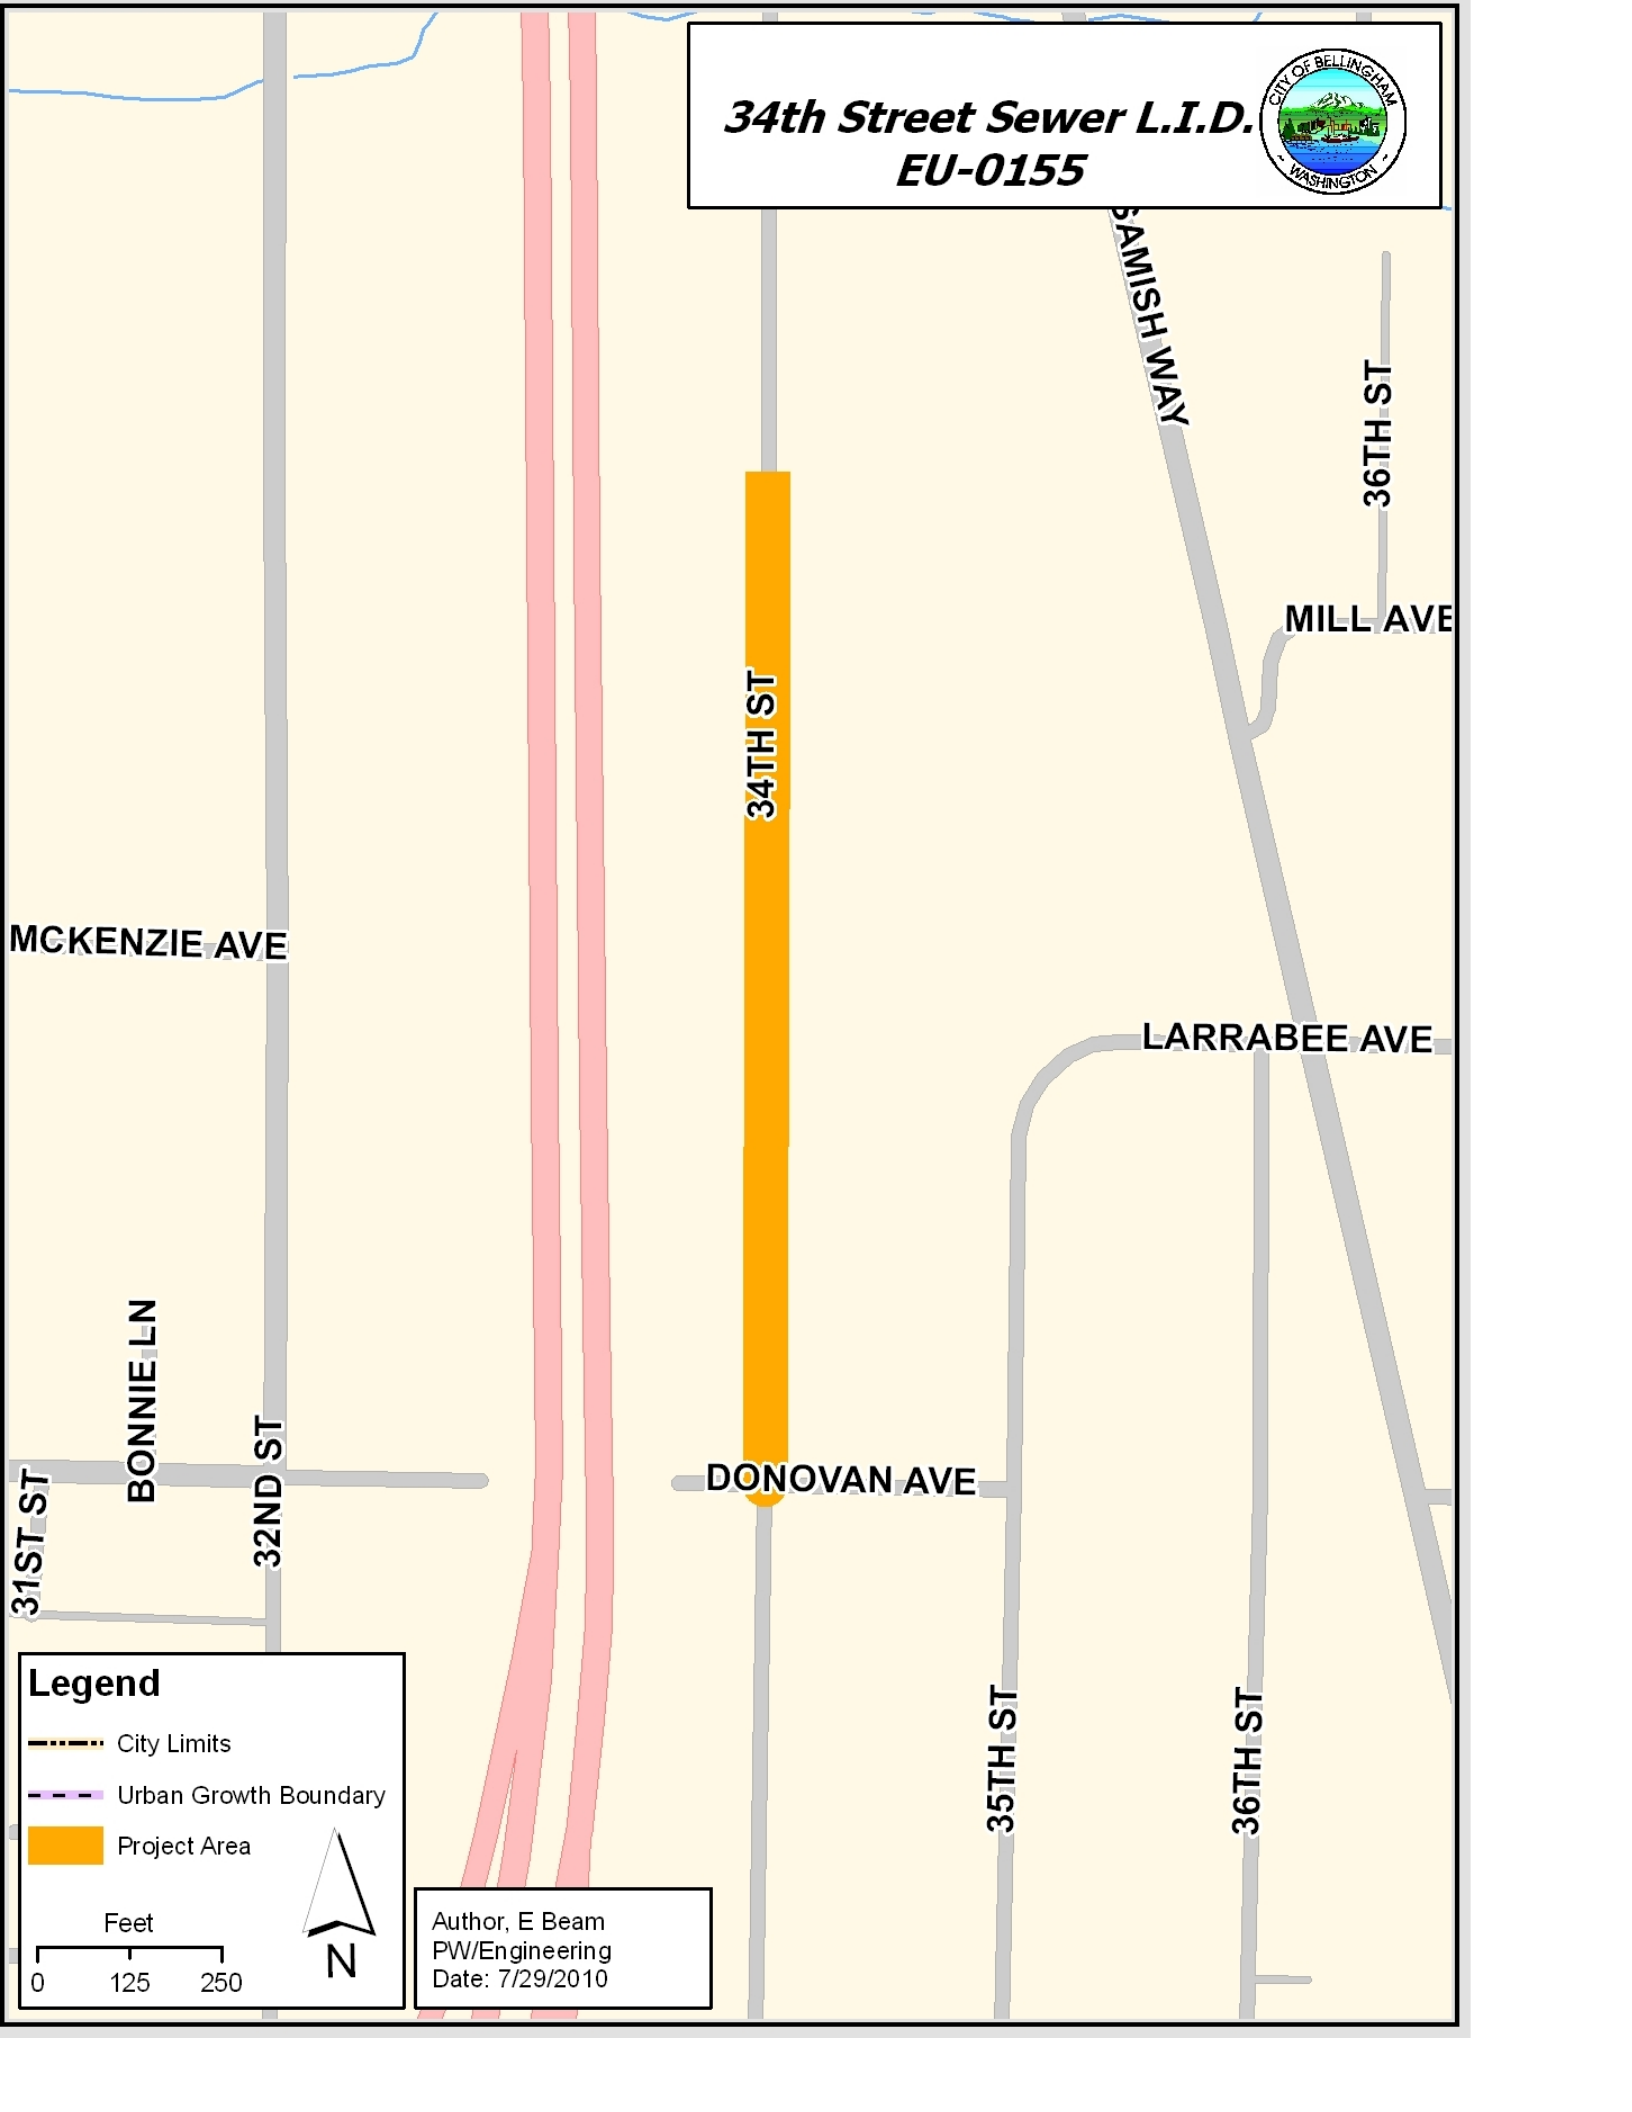 34th Street Sewer L.I.D.
EU-0155
CITY OF BELLINGHAM
~ WASHINGTON ~
SAMISH WAY
36TH ST
MILL AVE
34TH ST
MCKENZIE AVE
LARRABEE AVE
BONNIE LN
32ND ST
31ST ST
DONOVAN AVE
35TH ST
36TH ST
Legend
City Limits
Urban Growth Boundary
Project Area
Feet
0 125 250
N
Author, E Beam
PW/Engineering
Date: 7/29/2010